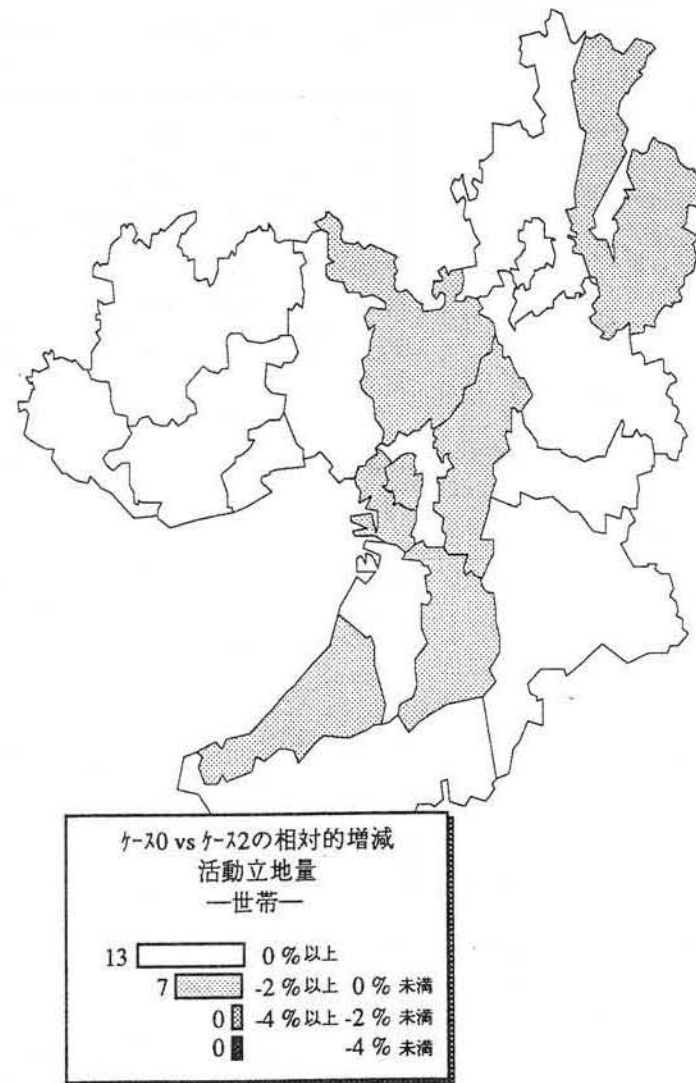 ｹｰｽ0 vs ｹｰｽ2の相対的増減
活動立地量
―世帯―
13 0 %以上
7 -2 %以上 0 % 未満
0 -4 %以上 -2 % 未満
0 -4 % 未満